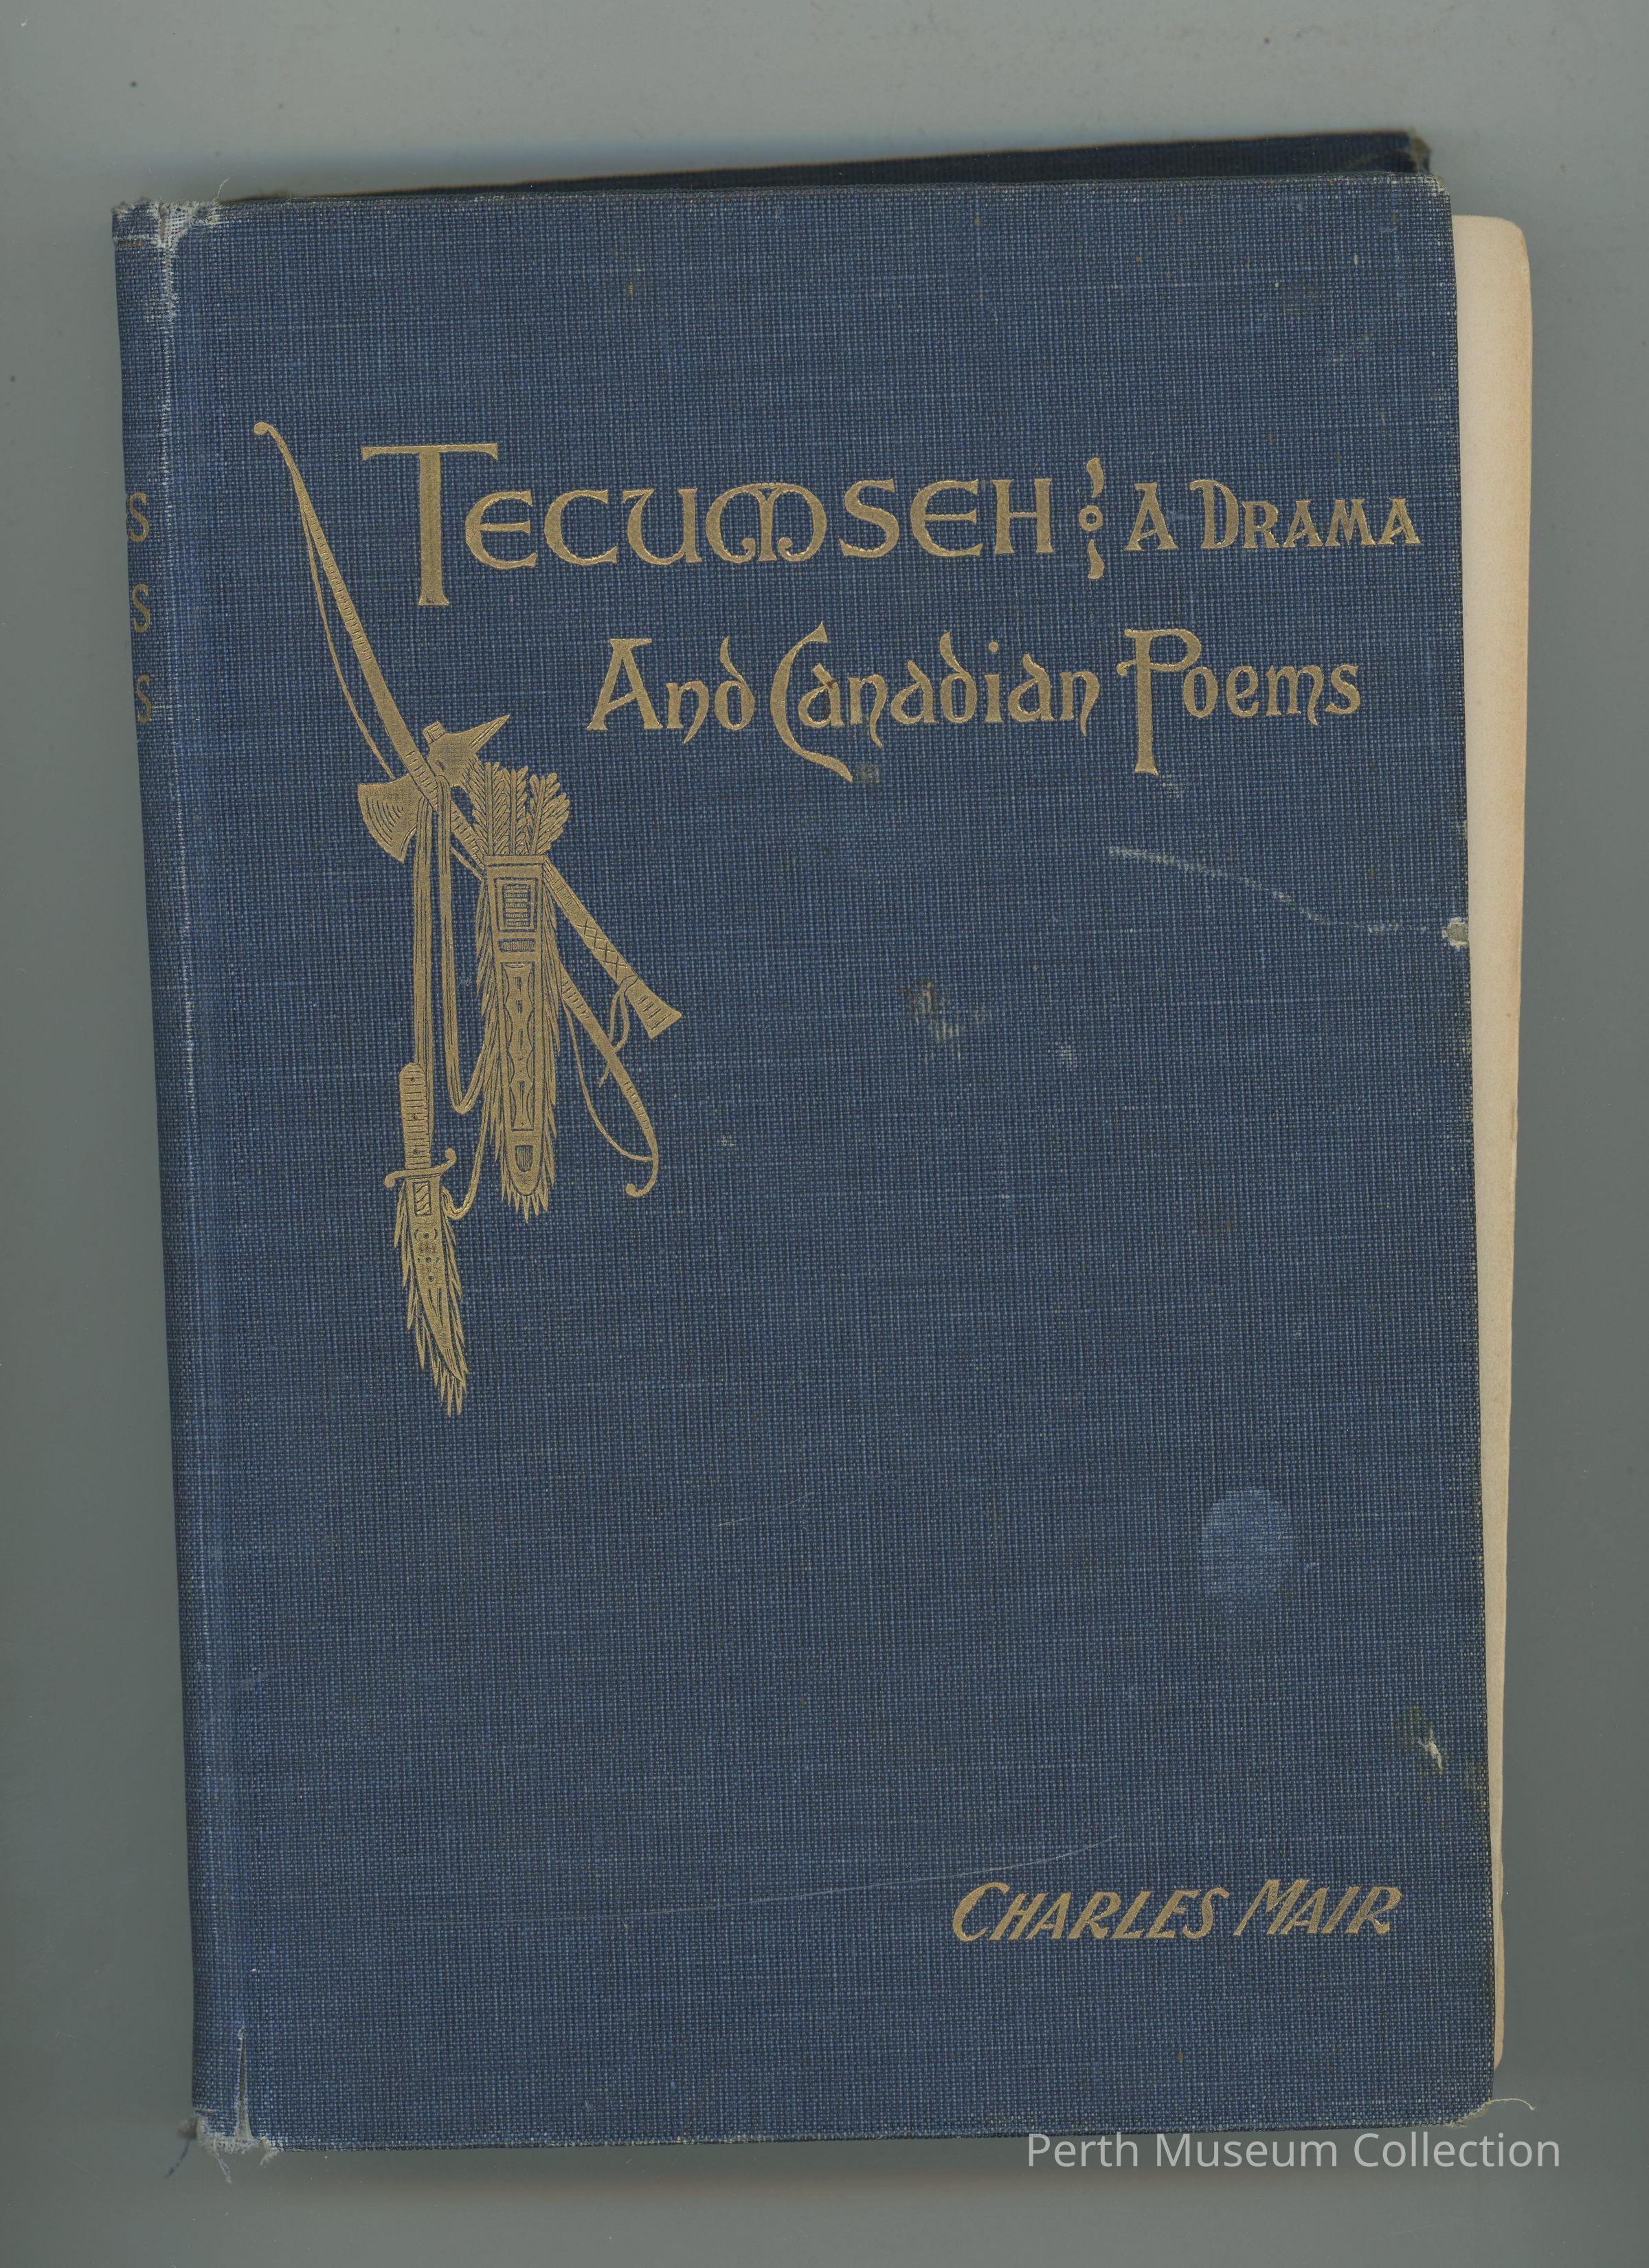 TECUMSEH: A DRAMA
And Canadian Poems
CHARLES MAIR
S
S
S
Perth Museum Collection